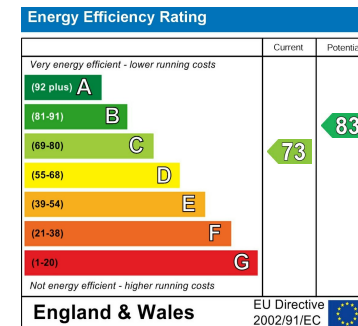 Energy Efficiency Rating
Current Potentia
Very energy efficient - lower running costs
(92 plus) A
(81-91) B
(69-80) C
(55-68) D
(39-54) E
(21-38) F
(1-20) G
73
83
Not energy efficient - higher running costs
England & Wales
EU Directive
2002/91/EC